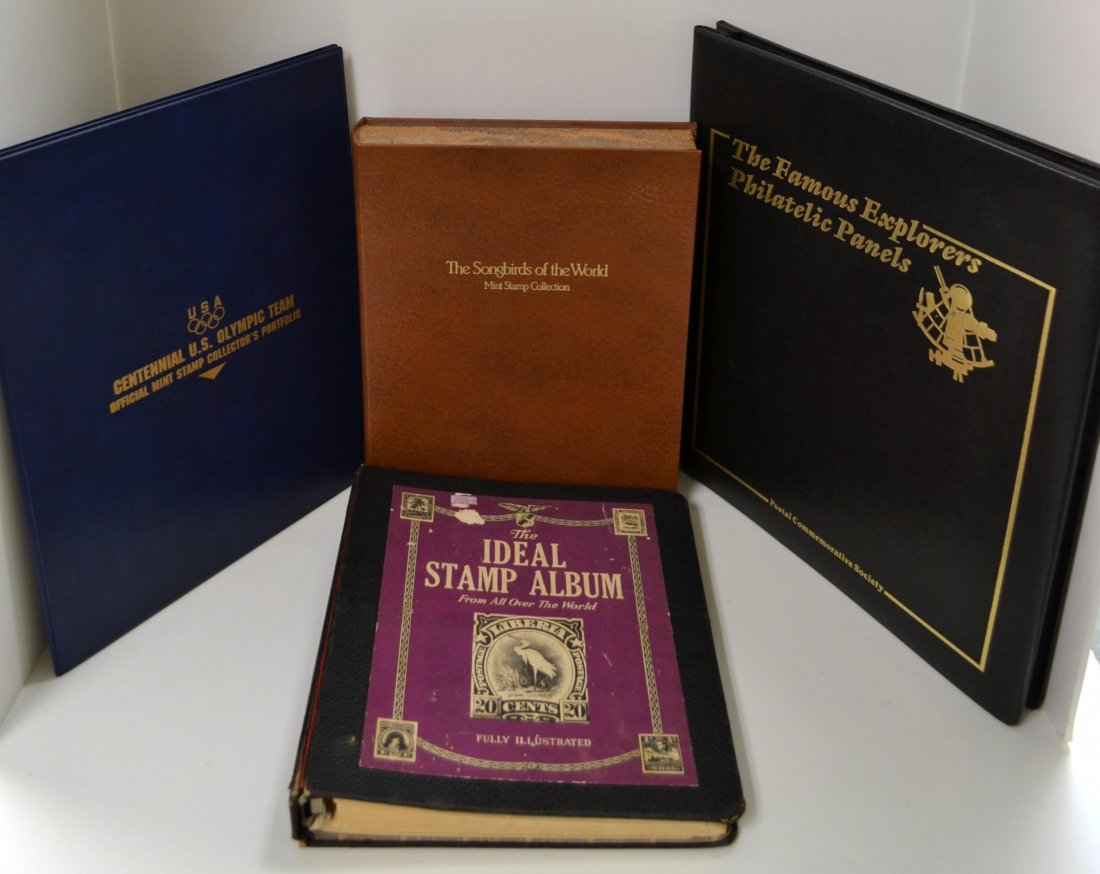 USA
CENTENNIAL U.S. OLYMPIC TEAM
OFFICIAL MINT STAMP COLLECTOR'S PORTFOLIO
The Songbirds of the World
Mint Stamp Collection
The Famous Explorers
Philatelic Panels
Postal Commemorative Society
The
IDEAL
STAMP ALBUM
From All Over The World
LIBERIA
POSTAGE POSTAGE
20 CENTS 20
FULLY ILLUSTRATED